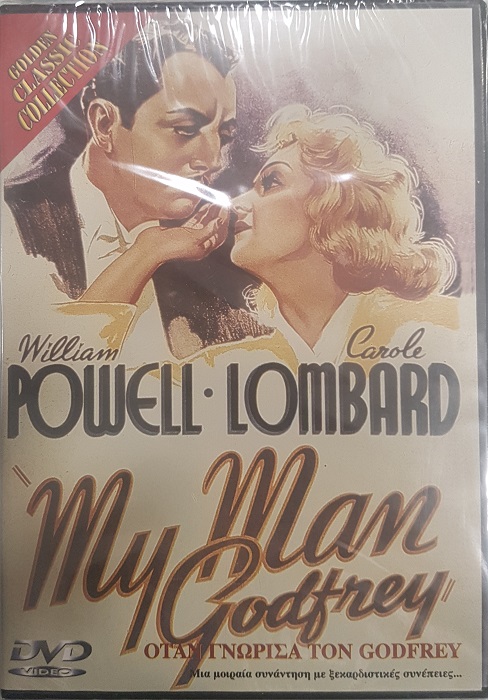 GOLDEN
CLASSIC
COLLECTION
William Carole
POWELL · LOMBARD
"My Man
Godfrey"
DVD
VIDEO
ΟΤΑΝ ΓΝΩΡΙΣΑ ΤΟΝ GODFREY
Μια μοιραία συνάντηση με ξεκαρδιστικές συνέπειες...